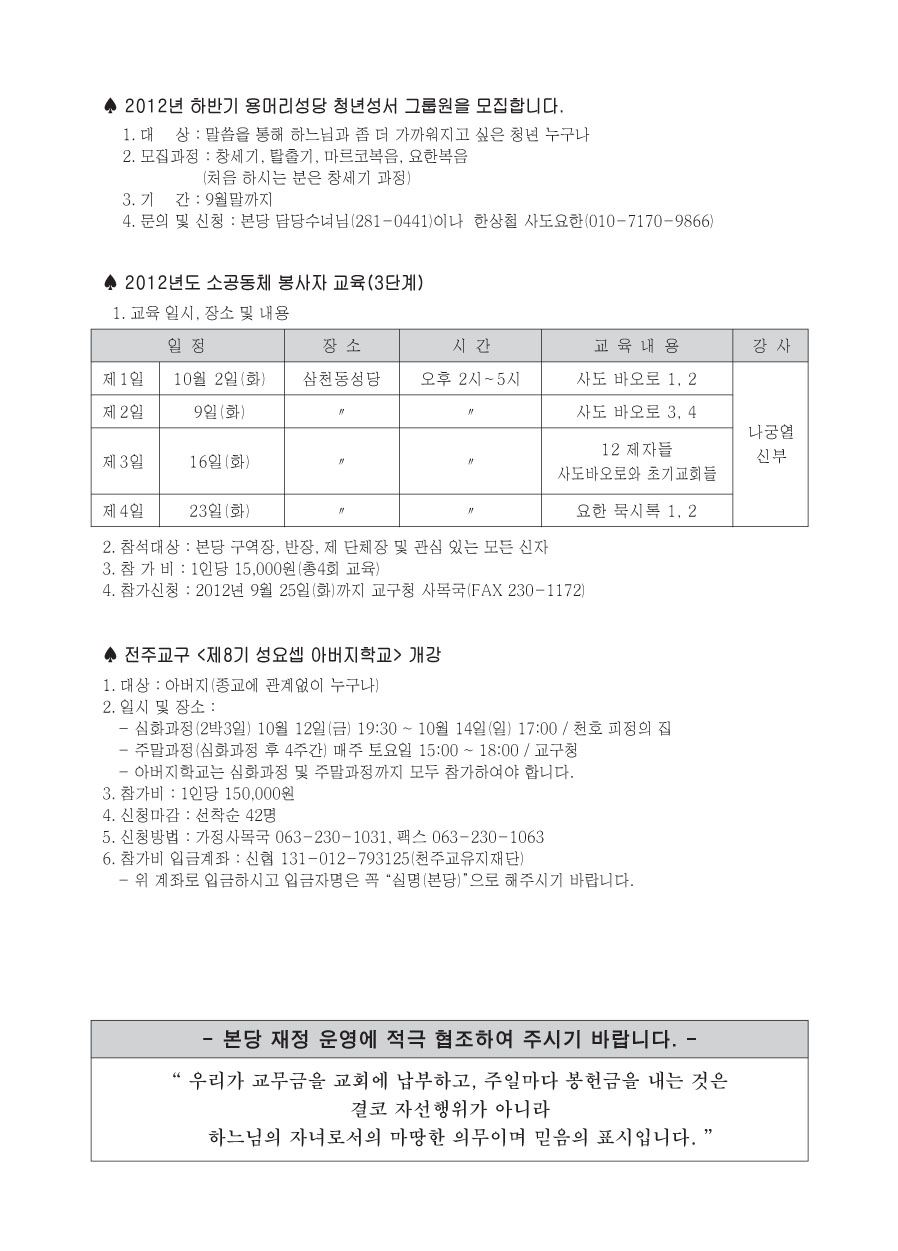 ♠ 2012년 하반기 용머리성당 청년성서 그룹원을 모집합니다.
1. 대 상 : 말씀을 통해 하느님과 좀 더 가까워지고 싶은 청년 누구나
2. 모집과정 : 창세기, 탈출기, 마르코복음, 요한복음
(처음 하시는 분은 창세기 과정)
3. 기 간 : 9월말까지
4. 문의 및 신청 : 본당 담당수녀님(281-0441)이나 한상철 사도요한(010-7170-9866)
♠ 2012년도 소공동체 봉사자 교육(3단계)
1. 교육 일시, 장소 및 내용
일 정 장 소 시 간 교 육 내 용 강 사
제1일 10월 2일(화) 삼천동성당 오후 2시~5시 사도 바오로 1, 2
제2일 9일(화) 〃 〃 사도 바오로 3, 4
나궁열
신부
제3일 16일(화) 〃 〃 12 제자들
사도바오로와 초기교회들
제4일 23일(화) 〃 〃 요한 묵시록 1, 2
2. 참석대상 : 본당 구역장, 반장, 제 단체장 및 관심 있는 모든 신자
3. 참 가 비 : 1인당 15,000원(총4회 교육)
4. 참가신청 : 2012년 9월 25일(화)까지 교구청 사목국(FAX 230-1172)
♠ 전주교구 <제8기 성요셉 아버지학교> 개강
1. 대상 : 아버지(종교에 관계없이 누구나)
2. 일시 및 장소 :
- 심화과정(2박3일) 10월 12일(금) 19:30 ~ 10월 14일(일) 17:00 / 천호 피정의 집
- 주말과정(심화과정 후 4주간) 매주 토요일 15:00 ~ 18:00 / 교구청
- 아버지학교는 심화과정 및 주말과정까지 모두 참가하여야 합니다.
3. 참가비 : 1인당 150,000원
4. 신청마감 : 선착순 42명
5. 신청방법 : 가정사목국 063-230-1031, 팩스 063-230-1063
6. 참가비 입금계좌 : 신협 131-012-793125(천주교유지재단)
- 위 계좌로 입금하시고 입금자명은 꼭 “실명(본당)”으로 해주시기 바랍니다.
- 본당 재정 운영에 적극 협조하여 주시기 바랍니다. -
“ 우리가 교무금을 교회에 납부하고, 주일마다 봉헌금을 내는 것은
결코 자선행위가 아니라
하느님의 자녀로서의 마땅한 의무이며 믿음의 표시입니다. ”